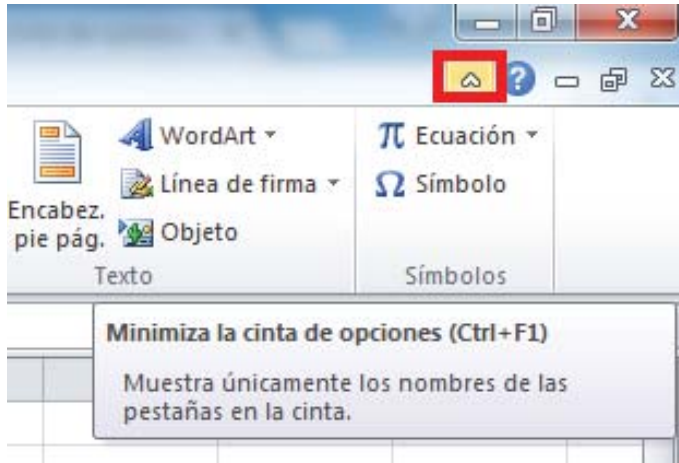 WordArt
π Ecuación
Línea de firma
Ω Símbolo
Encabez.
pie pág.
Objeto
Texto
Símbolos
Minimiza la cinta de opciones (Ctrl+F1)
Muestra únicamente los nombres de las
pestañas en la cinta.